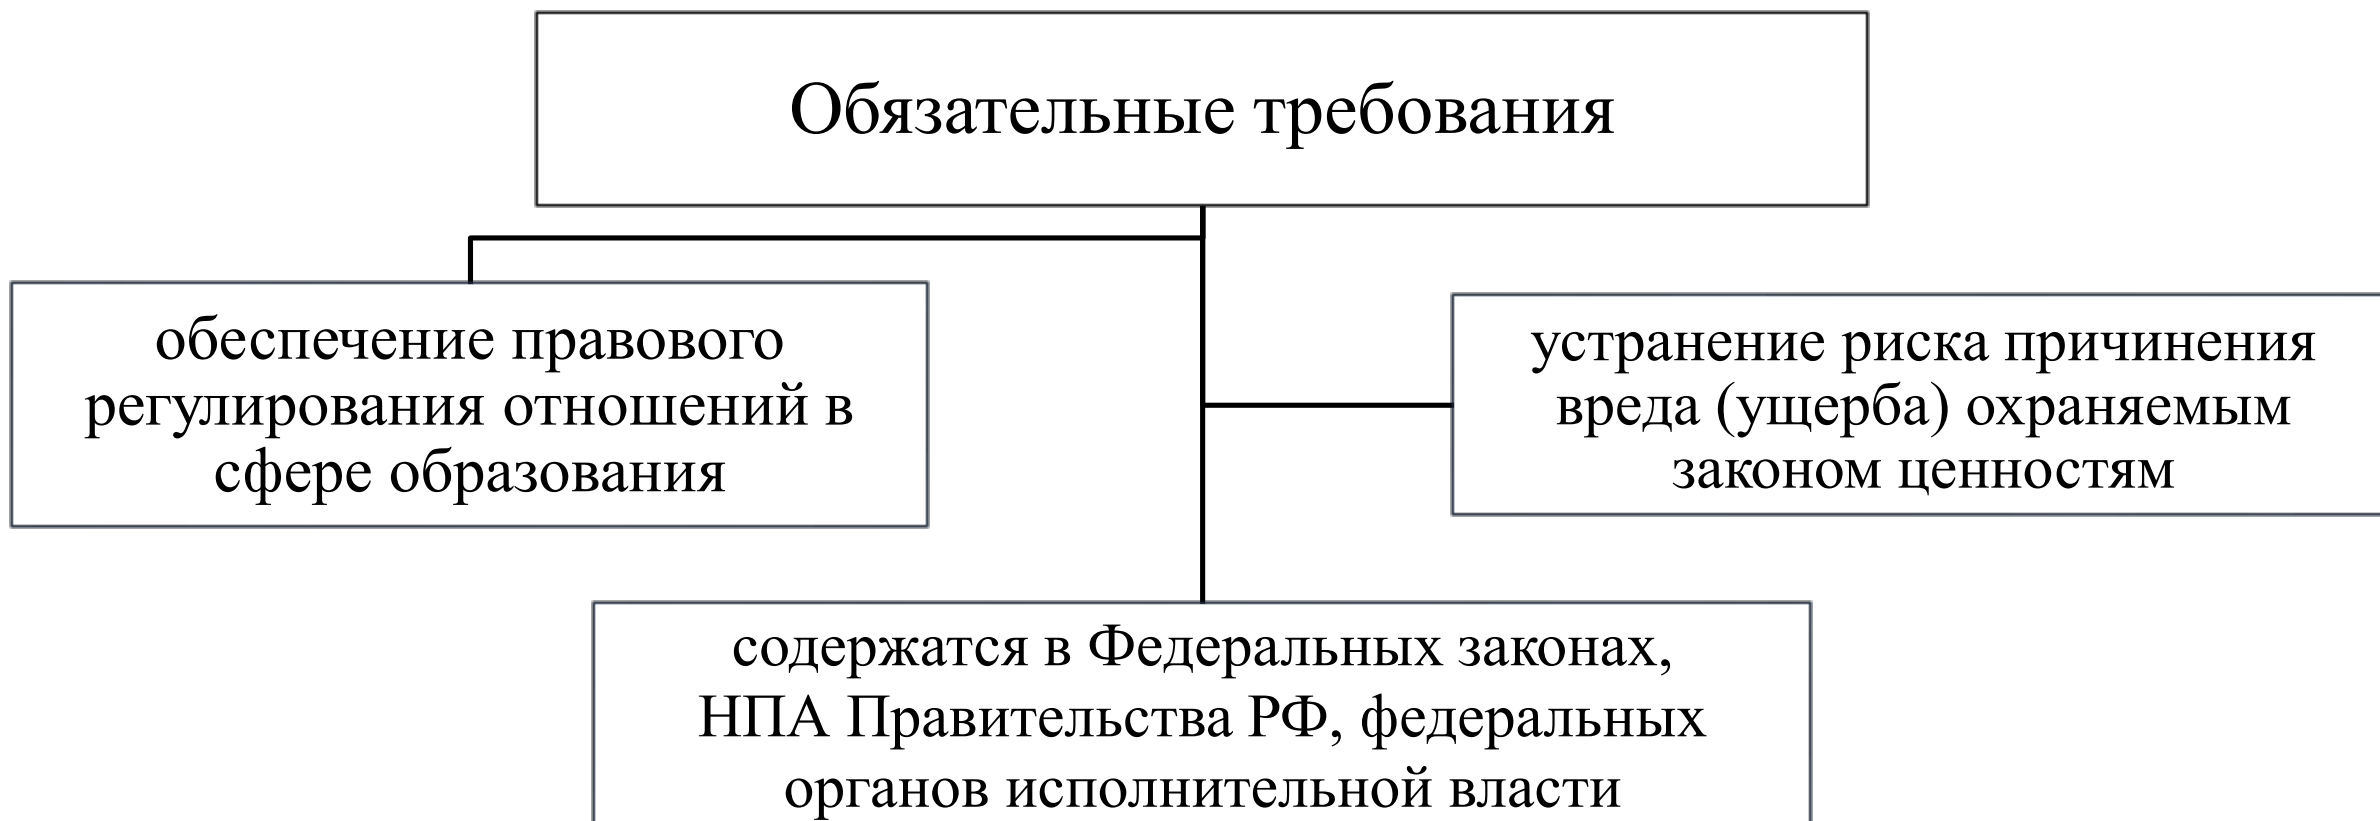 Обязательные требования
обеспечение правового
регулирования отношений в
сфере образования
устранение риска причинения
вреда (ущерба) охраняемым
законом ценностям
содержатся в Федеральных законах,
НПА Правительства РФ, федеральных
органов исполнительной власти